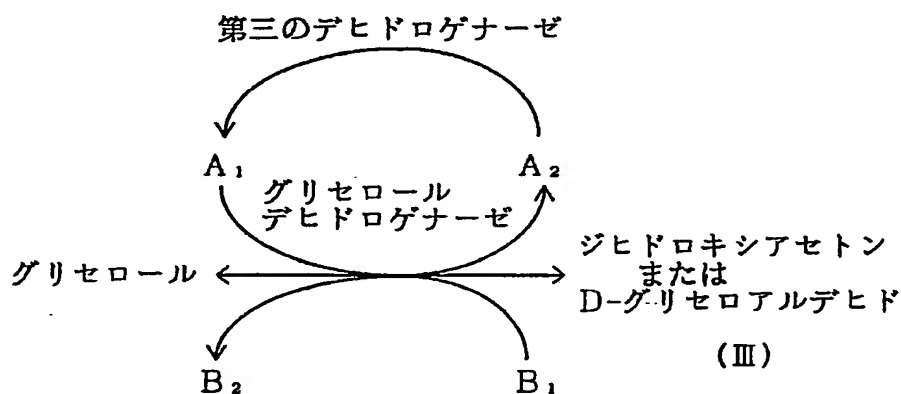 第三のデヒドロゲナーゼ
A₁
A₂
グリセロール
デヒドロゲナーゼ
グリセロール
ジヒドロキシアセトン
または
D-グリセロアルデヒド
(Ⅲ)
B₂
B₁